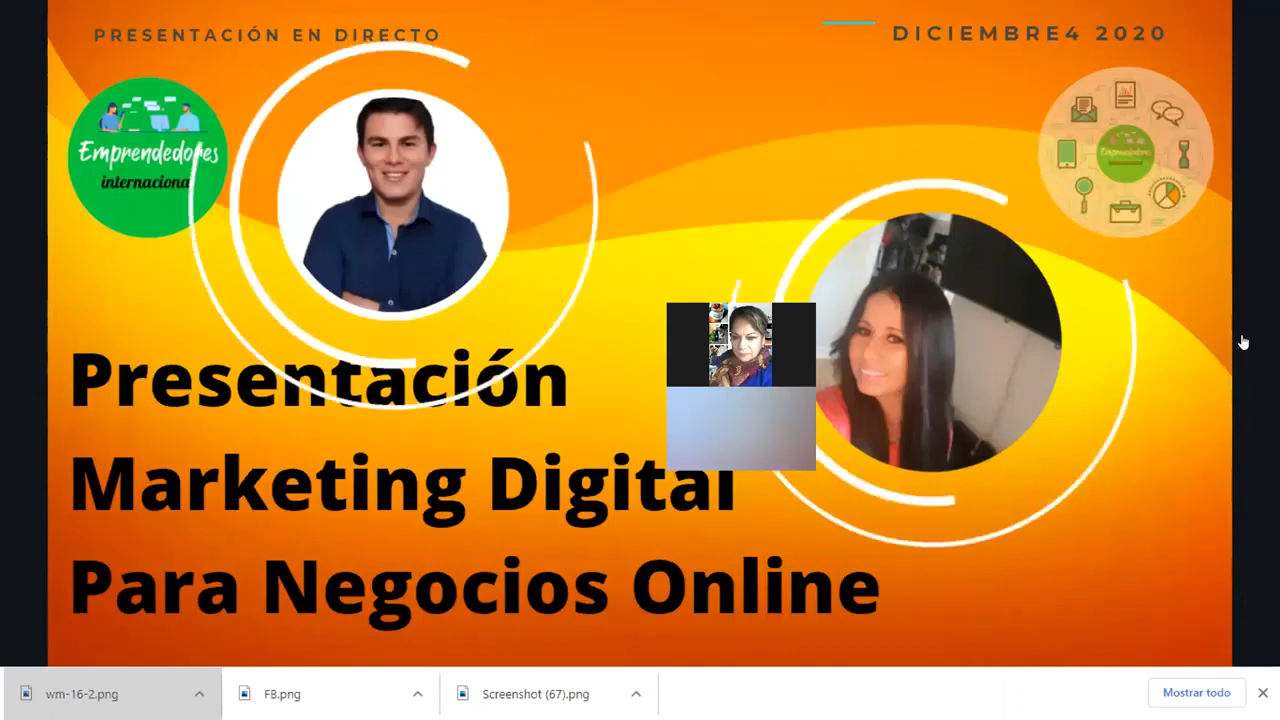 PRESENTACIÓN EN DIRECTO
DICIEMBRE4 2020
Emprendedores
internaciona
Emprendedores
Presentación
Marketing Digital
Para Negocios Online
wm-16-2.png
FB.png
Screenshot (67).png
Mostrar todo